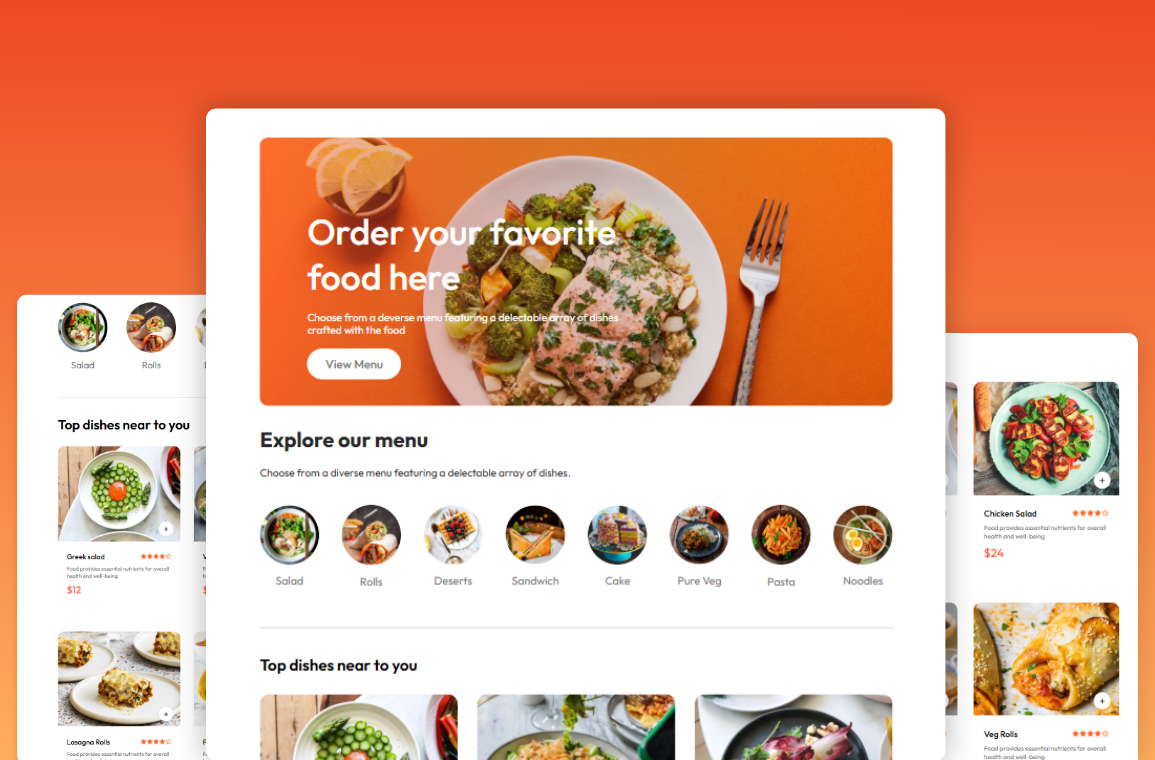 Order your favorite
food here
Choose from a deverse menu featuring a delectable array of dishes
crafted with the food
View Menu
Explore our menu
Choose from a diverse menu featuring a delectable array of dishes.
Salad
Rolls
Deserts
Sandwich
Cake
Pure Veg
Pasta
Noodles
Top dishes near to you
Salad
Rolls
Top dishes near to you
Greek salad
Food provides essential nutrients for overall
health and well-being
$12
Lasagna Rolls
Food provides essential nutrients for overall
Chicken Salad
Food provides essential nutrients for overall
health and well-being
$24
Veg Rolls
Food provides essential nutrients for overall
health and well-being